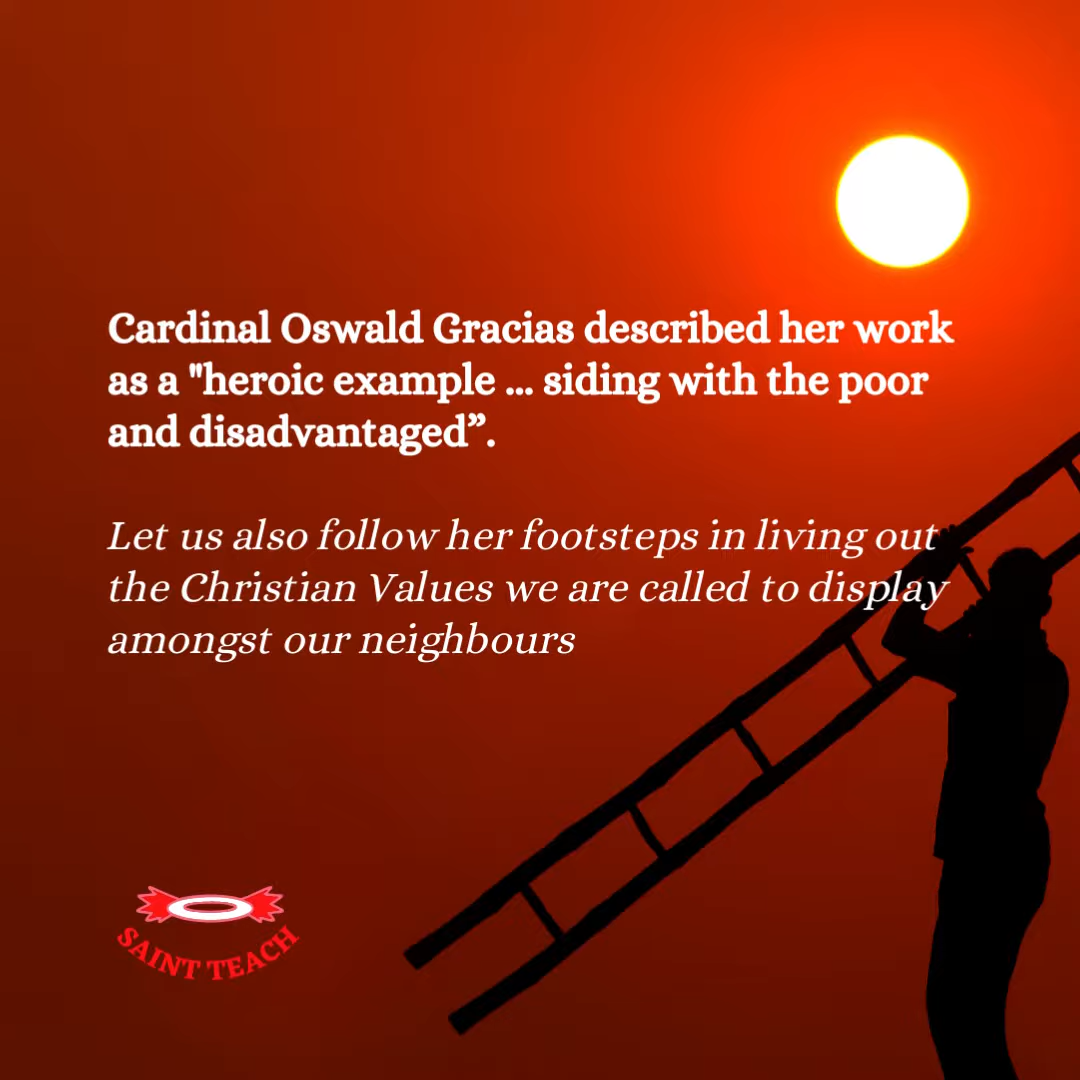 Cardinal Oswald Gracias described her work
as a "heroic example ... siding with the poor
and disadvantaged”.
Let us also follow her footsteps in living out
the Christian Values we are called to display
amongst our neighbours
SAINT TEACH